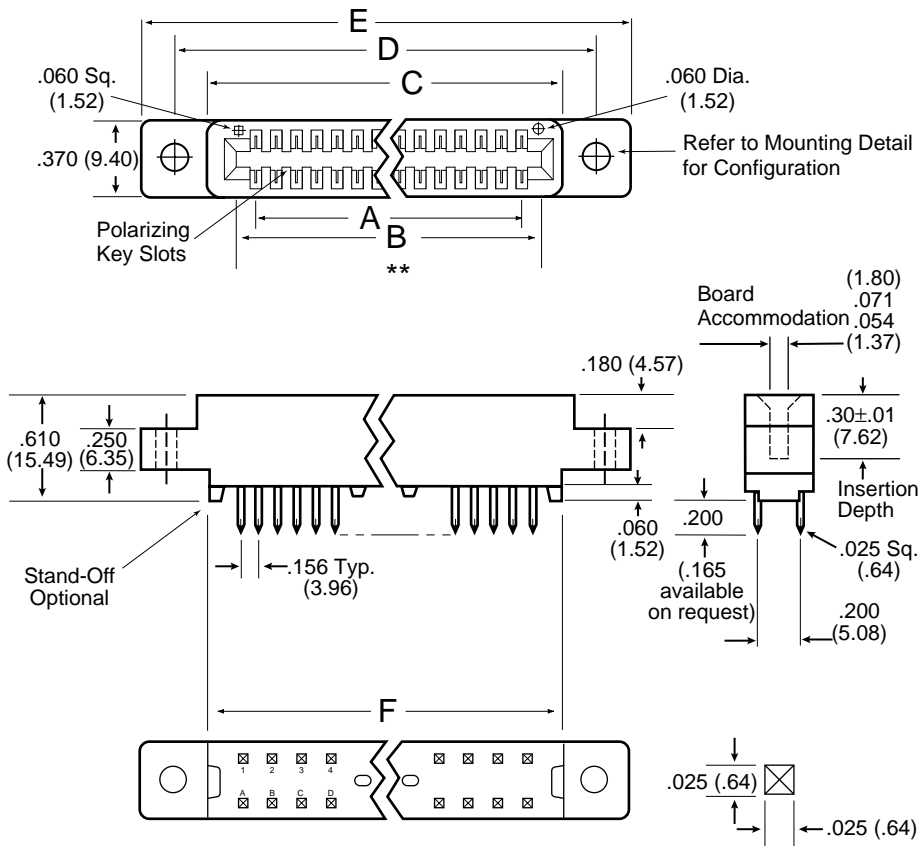 E
D
.060 Sq.
(1.52)
C
.060 Dia.
(1.52)
.370 (9.40)
Refer to Mounting Detail
for Configuration
Polarizing
Key Slots
A
B
**
Board
Accommodation
(1.80)
.071
.054
(1.37)
.180 (4.57)
.610
(15.49)
.250
(6.35)
.30±.01
(7.62)
Insertion
Depth
.060
(1.52)
.200
(.165
available
on request)
.025 Sq.
(.64)
.200
(5.08)
Stand-Off
Optional
.156 Typ.
(3.96)
F
1 2 3 4
A B C D
.025 (.64)
.025 (.64)